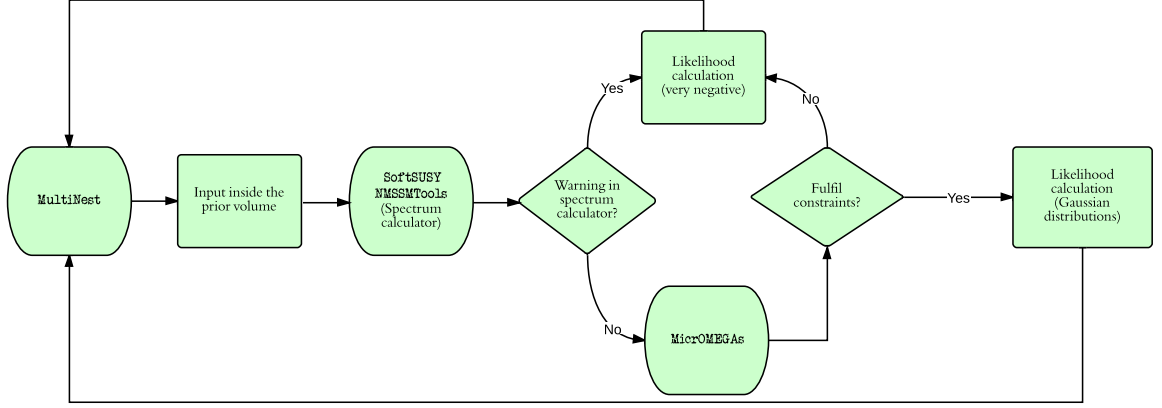 MultiNest
Input inside the
prior volume
SoftSUSY
NMSSMTools
(Spectrum
calculator)
Warning in
spectrum
calculator?
Yes
Likelihood
calculation
(very negative)
No
MicrOMEGAs
Fulfil
constraints?
No
Yes
Likelihood
calculation
(Gaussian
distributions)